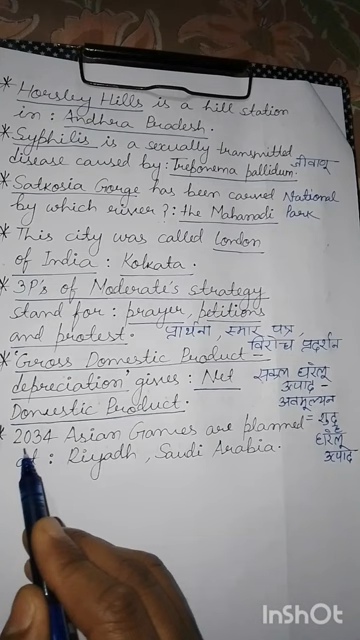 * Horsley Hills is a hill station
in : Andhra Pradesh.
* Syphilis is a sexually transmitted
disease caused by: Treponema pallidum. जीवाणु
* Satkosia Gorge has been carved National
by which river? : the Mahanadi Park
* This city was called London
of India : Kolkata.
* 3P's of Moderate's strategy
stand for : prayer, petitions
and protest. प्रार्थना, स्मार पत्र,
विरोध प्रदर्शन
* 'Gross Domestic Product -
depreciation' gives : Net सकल घरेलू
उत्पाद -
Domestic Product. अवमूल्यन
* 2034 Asian Games are planned = शुद्ध
: Riyadh, Saudi Arabia. घरेलू
उत्पाद
InShOt